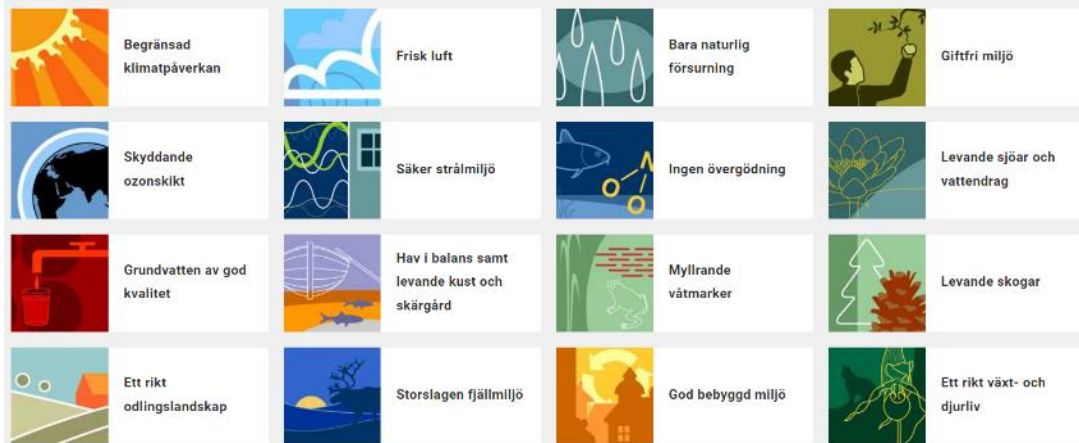 Begränsad
klimatpåverkan
Frisk luft
Bara naturlig
försurning
Giftfri miljö
Skyddande
ozonskikt
Säker strålmiljö
N
O
O
Ingen övergödning
Levande sjöar och
vattendrag
Grundvatten av god
kvalitet
Hav i balans samt
levande kust och
skärgård
Myllrande
våtmarker
Levande skogar
Ett rikt
odlingslandskap
Storslagen fjällmiljö
God bebyggd miljö
Ett rikt växt- och
djurliv